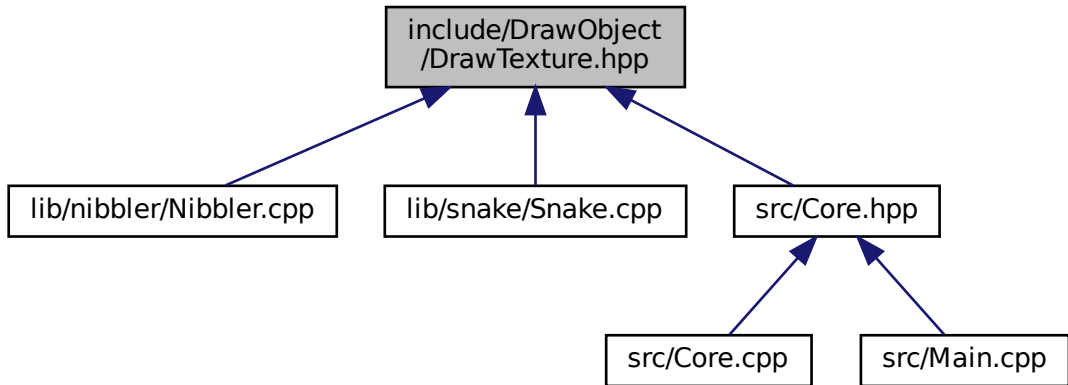 include/DrawObject
/DrawTexture.hpp
lib/nibbler/Nibbler.cpp
lib/snake/Snake.cpp
src/Core.hpp
src/Core.cpp
src/Main.cpp